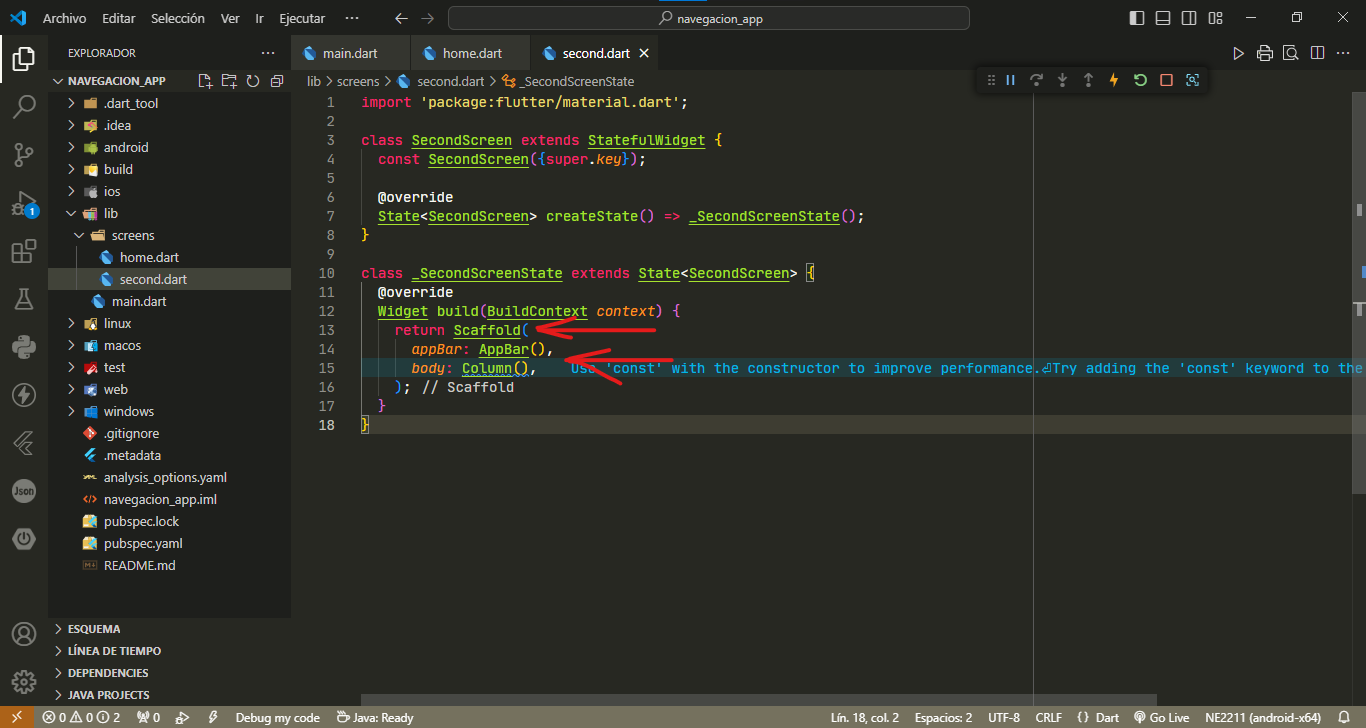 Archivo Editar Selección Ver Ir Ejecutar ··· navegacion_app
EXPLORADOR ···
NAVEGACION_APP
.dart_tool
.idea
android
build
ios
lib
screens
home.dart
second.dart
main.dart
linux
macos
test
web
windows
.gitignore
.metadata
analysis_options.yaml
navegacion_app.iml
pubspec.lock
pubspec.yaml
README.md
ESQUEMA
LÍNEA DE TIEMPO
DEPENDENCIES
JAVA PROJECTS
1
Json
main.dart home.dart second.dart
lib > screens > second.dart > _SecondScreenState
1 import 'package:flutter/material.dart';
2
3 class SecondScreen extends StatefulWidget {
4 const SecondScreen({super.key});
5
6 @override
7 State<SecondScreen> createState() => _SecondScreenState();
8 }
9
10 class _SecondScreenState extends State<SecondScreen> {
11 @override
12 Widget build(BuildContext context) {
13 return Scaffold(
14 appBar: AppBar(),
15 body: Column(), Use 'const' with the constructor to improve performance.⏎Try adding the 'const' keyword to the
16 ); // Scaffold
17 }
18 }
0 0 2 0 Debug my code Java: Ready Lín. 18, col. 2 Espacios: 2 UTF-8 CRLF {} Dart Go Live NE2211 (android-x64)